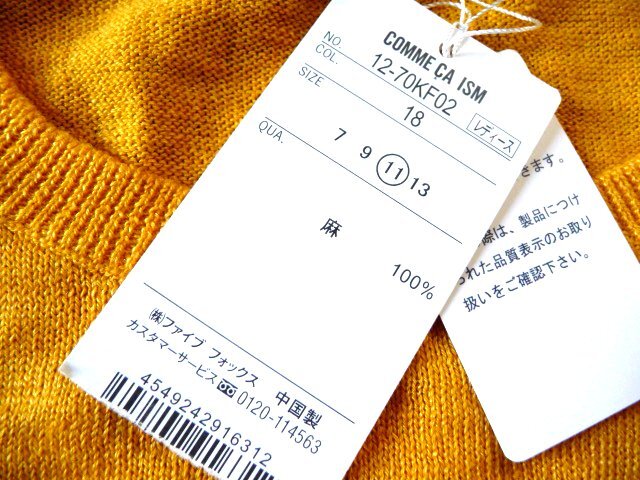 COMME ÇA ISM
NO. 12-70KF02
COL. 18
レディース
SIZE 7 9 11 13
QUA.
麻 100%
㈱ファイブ フォックス 中国製
カスタマーサービス 0120-114563
4549242916312
きます。
際は、製品につけ
られた品質表示のお取り
扱いをご確認下さい。